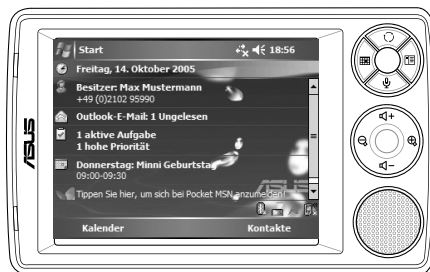 Start 18:56
Freitag, 14. Oktober 2005
Besitzer: Max Mustermann
+49 (0)2102 95990
Outlook-E-Mail: 1 Ungelesen
1 aktive Aufgabe
1 hohe Priorität
Donnerstag: Minni Geburtstag
09:00-09:30
Tippen Sie hier, um sich bei Pocket MSN anzumelden!
Kalender Kontakte
ASUS
ASUS